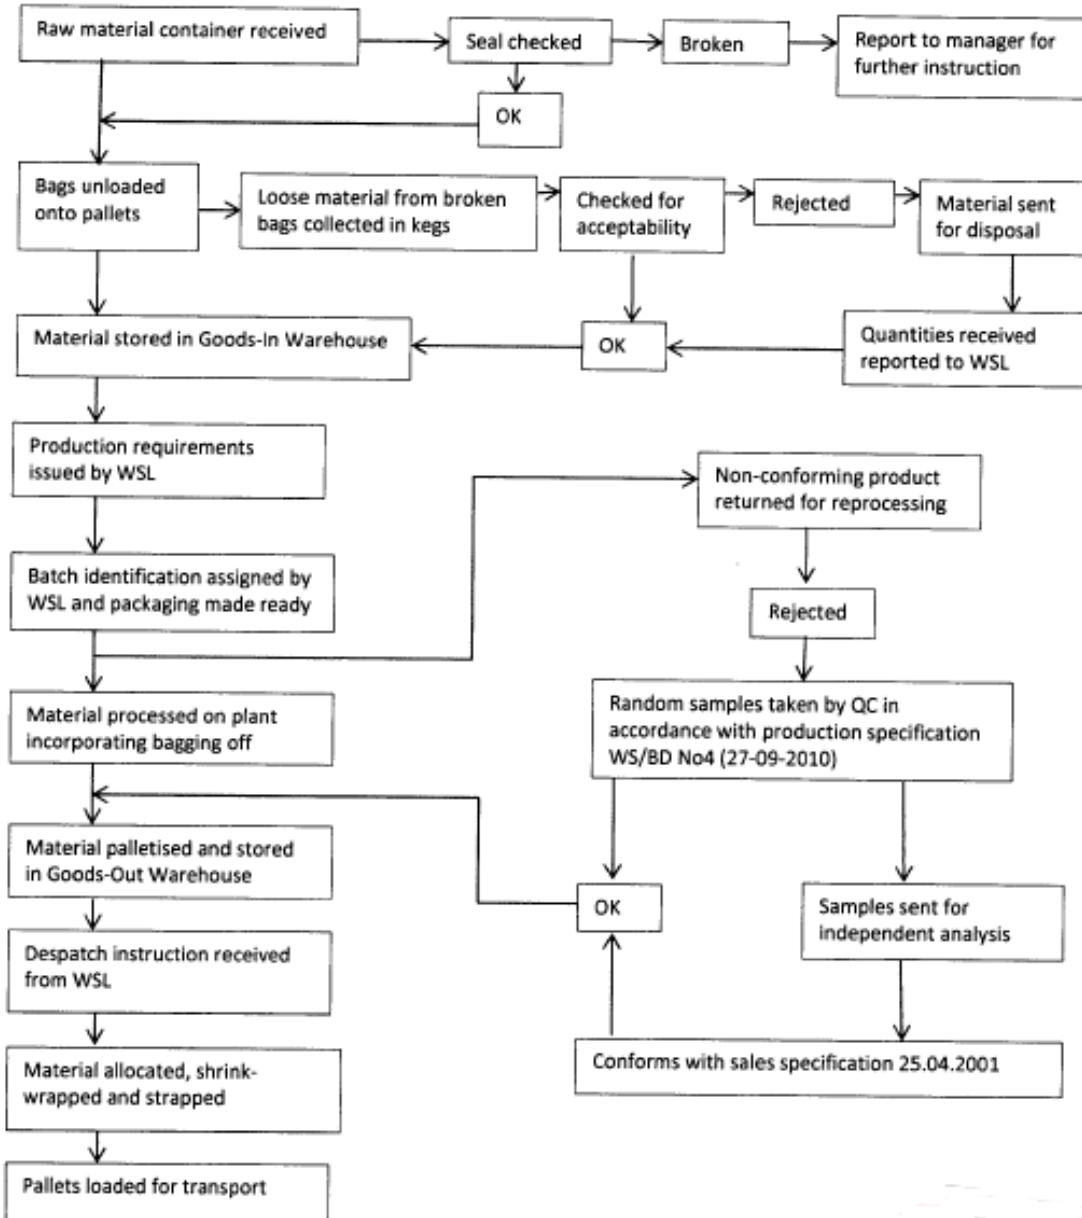 Raw material container received
Seal checked
Broken
Report to manager for
further instruction
OK
Bags unloaded
onto pallets
Loose material from broken
bags collected in kegs
Checked for
acceptability
Rejected
Material sent
for disposal
Material stored in Goods-In Warehouse
OK
Quantities received
reported to WSL
Production requirements
issued by WSL
Non-conforming product
returned for reprocessing
Batch identification assigned by
WSL and packaging made ready
Rejected
Material processed on plant
incorporating bagging off
Random samples taken by QC in
accordance with production specification
WS/BD No4 (27-09-2010)
Material palletised and stored
in Goods-Out Warehouse
OK
Samples sent for
independent analysis
Despatch instruction received
from WSL
Material allocated, shrink-
wrapped and strapped
Conforms with sales specification 25.04.2001
Pallets loaded for transport